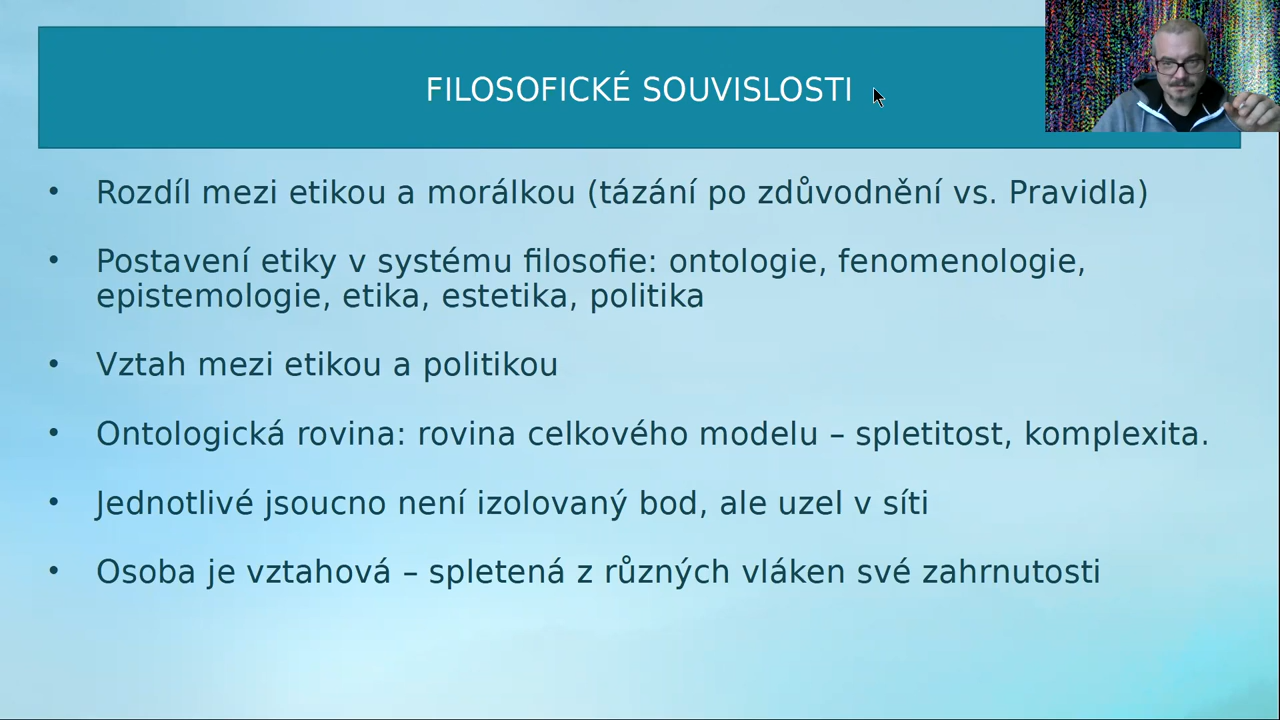 FILOSOFICKÉ SOUVISLOSTI
• Rozdíl mezi etikou a morálkou (tázání po zdůvodnění vs. Pravidla)
• Postavení etiky v systému filosofie: ontologie, fenomenologie,
epistemologie, etika, estetika, politika
• Vztah mezi etikou a politikou
• Ontologická rovina: rovina celkového modelu – spletitost, komplexita.
• Jednotlivé jsoucno není izolovaný bod, ale uzel v síti
• Osoba je vztahová – spletená z různých vláken své zahrnutosti